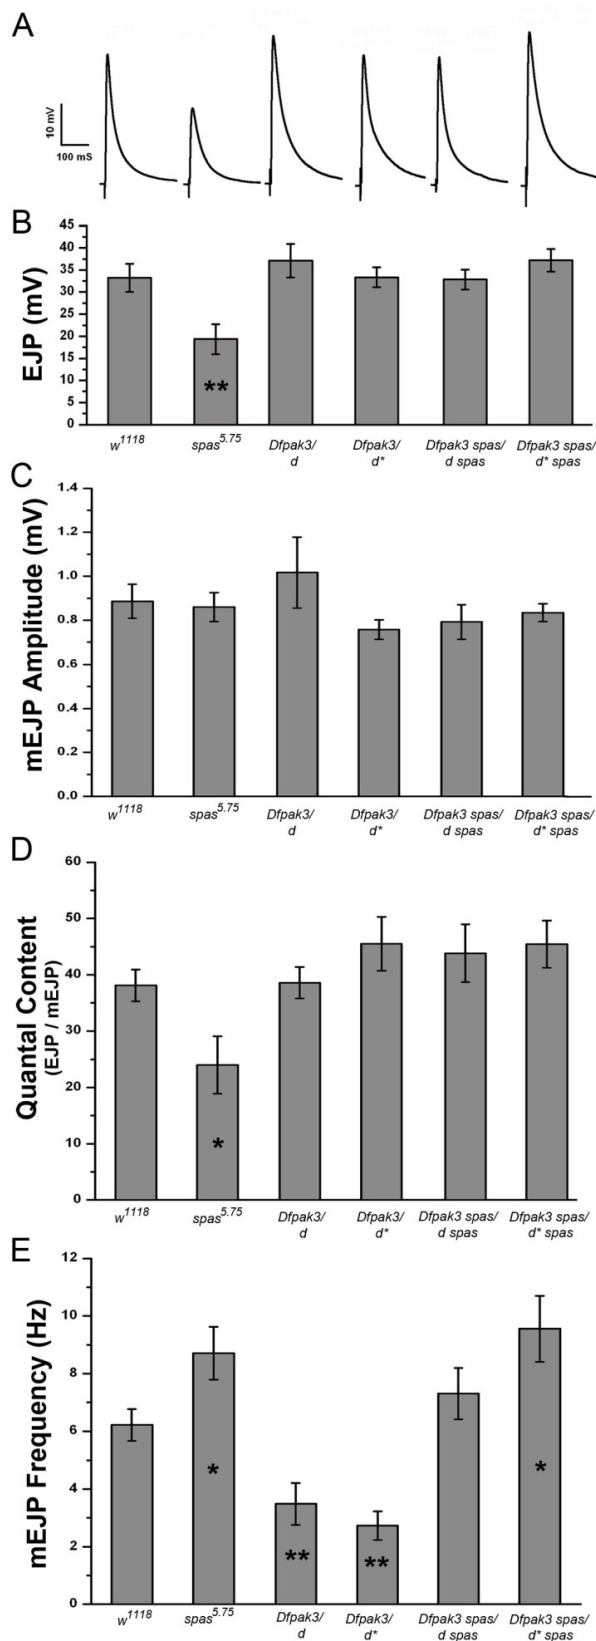 A
10 mV
100 mS
B
EJP (mV)
45
40
35
30
25
20
15
10
5
0
**
w1118 spas5.75 Dfpak3/ Dfpak3/ Dfpak3 spas/ Dfpak3 spas/
d d* d spas d* spas
C
mEJP Amplitude (mV)
1.4
1.2
1.0
0.8
0.6
0.4
0.2
0.0
w1118 spas5.75 Dfpak3/ Dfpak3/ Dfpak3 spas/ Dfpak3 spas/
d d* d spas d* spas
D
Quantal Content
(EJP / mEJP)
60
50
40
30
20
10
0
*
w1118 spas5.75 Dfpak3/ Dfpak3/ Dfpak3 spas/ Dfpak3 spas/
d d* d spas d* spas
E
mEJP Frequency (Hz)
12
10
8
6
4
2
0
* ** ** *
w1118 spas5.75 Dfpak3/ Dfpak3/ Dfpak3 spas/ Dfpak3 spas/
d d* d spas d* spas